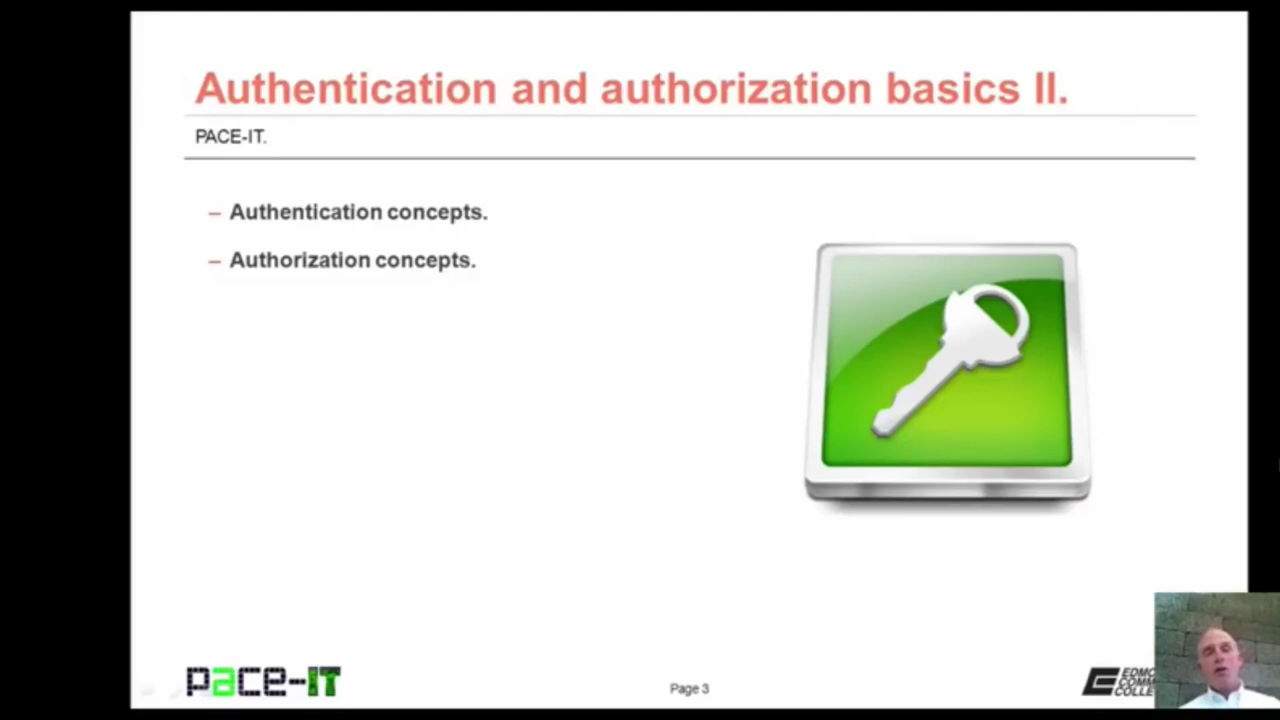 Authentication and authorization basics II.
PACE-IT.
– Authentication concepts.
– Authorization concepts.
pace-IT
Page 3